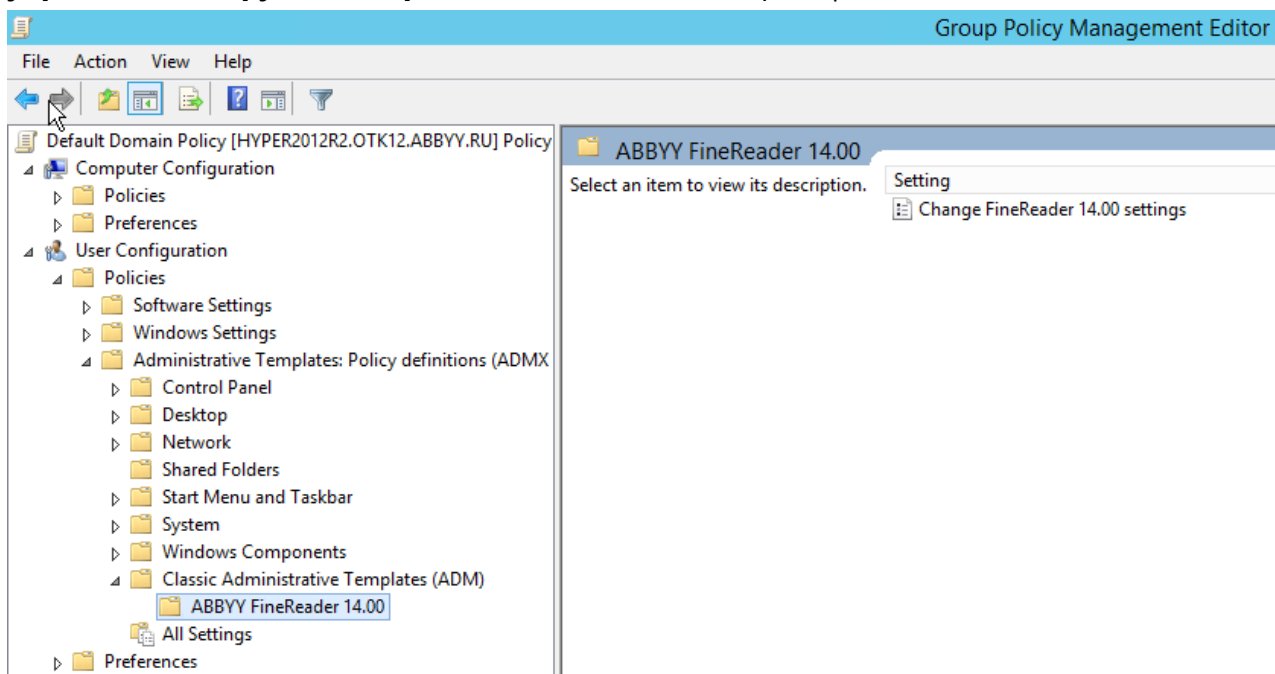 Group Policy Management Editor
File Action View Help
Default Domain Policy [HYPER2012R2.OTK12.ABBYY.RU] Policy
Computer Configuration
Policies
Preferences
User Configuration
Policies
Software Settings
Windows Settings
Administrative Templates: Policy definitions (ADMX
Control Panel
Desktop
Network
Shared Folders
Start Menu and Taskbar
System
Windows Components
Classic Administrative Templates (ADM)
ABBYY FineReader 14.00
All Settings
Preferences
ABBYY FineReader 14.00
Select an item to view its description.
Setting
Change FineReader 14.00 settings